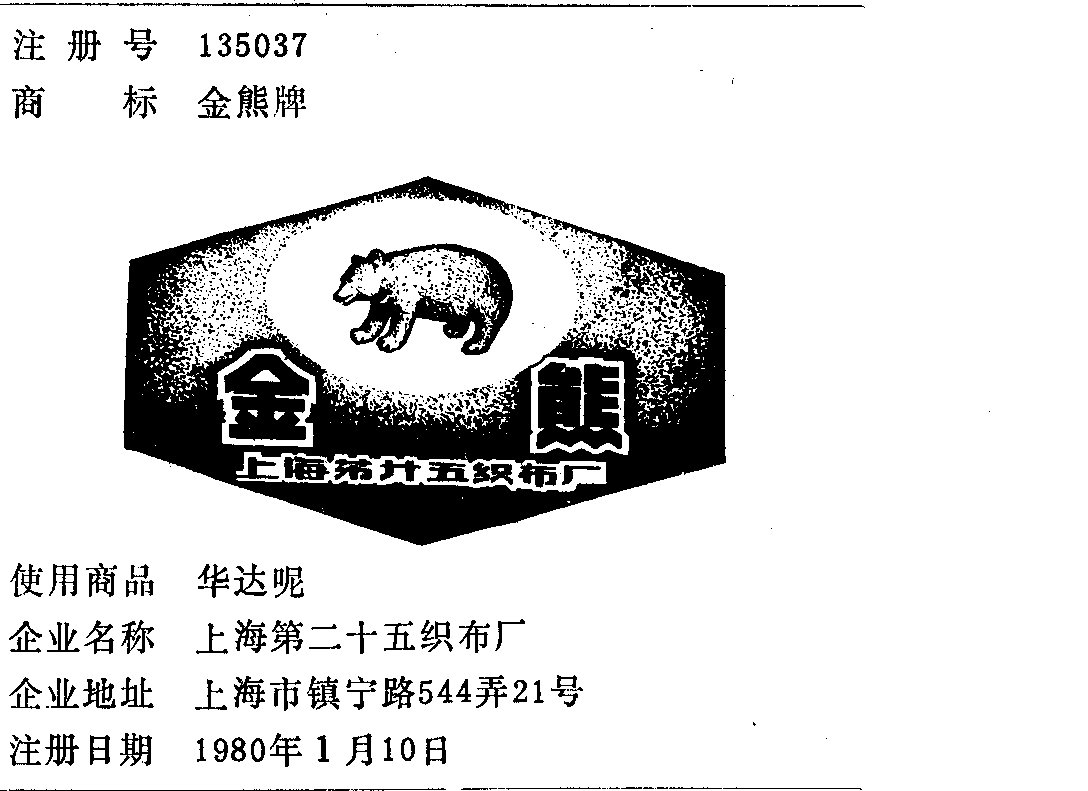 注册号 135037
商标 金熊牌
金熊
上海第廿五织布厂
使用商品 华达呢
企业名称 上海第二十五织布厂
企业地址 上海市镇宁路544弄21号
注册日期 1980年1月10日